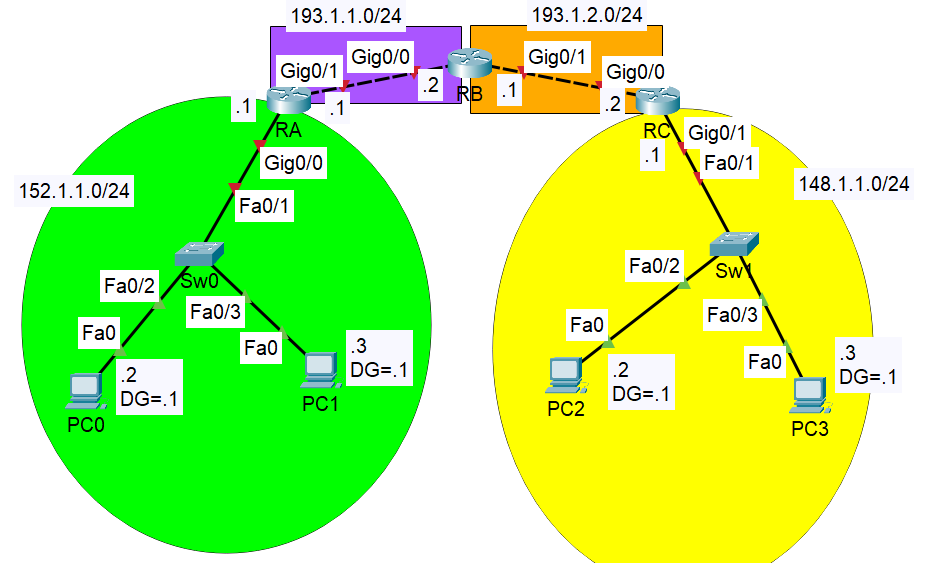 193.1.1.0/24
193.1.2.0/24
Gig0/0
Gig0/1
Gig0/1
Gig0/0
.1
.1
.2
RB
.1
.2
RA
RC
Gig0/0
.1
Gig0/1
Fa0/1
152.1.1.0/24
148.1.1.0/24
Fa0/1
Sw0
Sw1
Fa0/2
Fa0/3
Fa0/2
Fa0/3
Fa0
Fa0
Fa0
Fa0
.2
DG=.1
.3
DG=.1
.2
DG=.1
.3
DG=.1
PC0
PC1
PC2
PC3